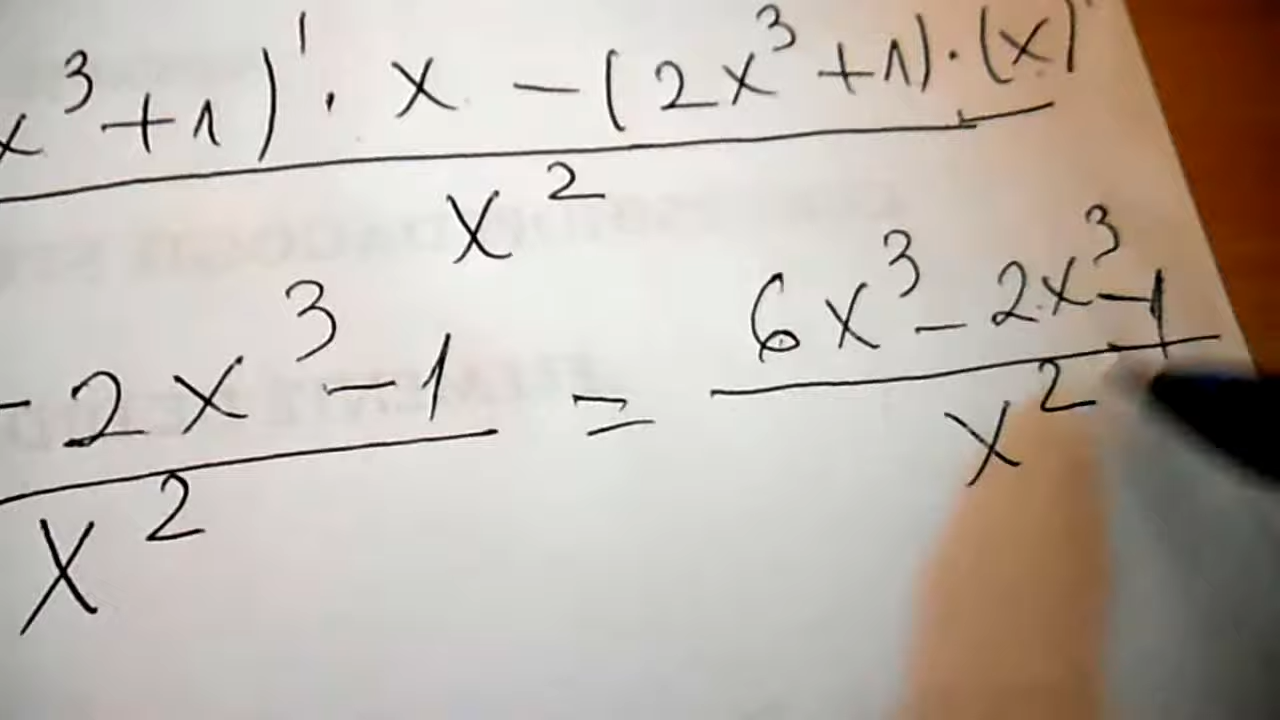 x³+1)' · x - (2x³+1) · (x)'
x²
- 2x³-1 = 6x³ - 2x³-1
x² x²